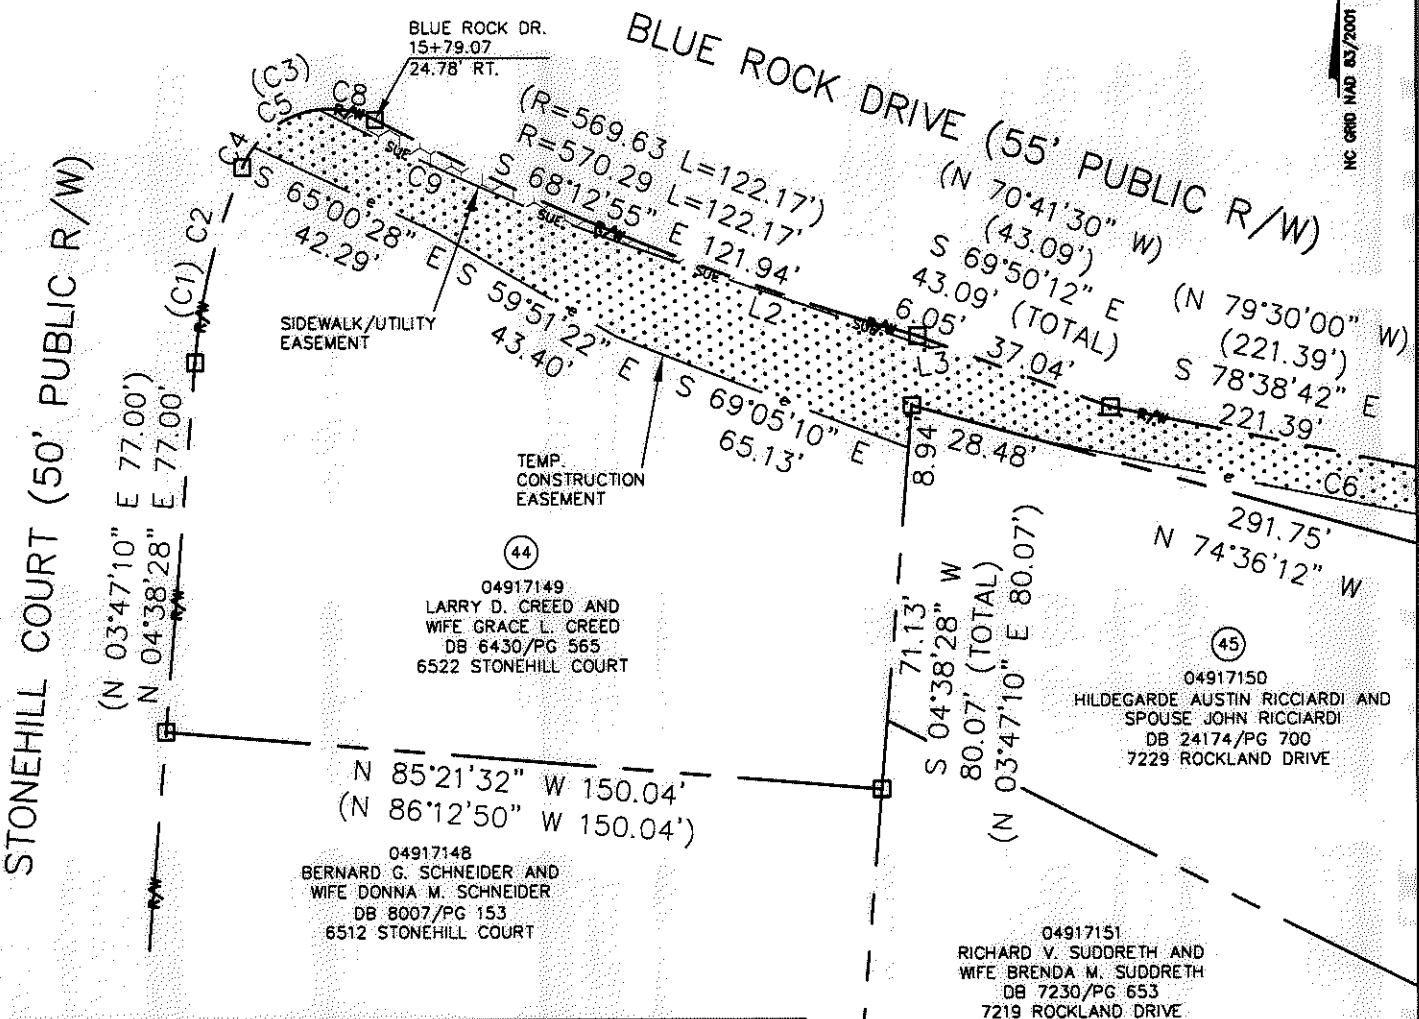 BLUE ROCK DR.
15+79.07
24.78' RT.
BLUE ROCK DRIVE (55' PUBLIC R/W)
NC GRID NAD 83/2001
(C3)
C5
C8
R/W
C4
SUE
C9
(R=569.63 L=122.17')
R=570.29 L=122.17'
S 68°12'55" E 121.94'
SUE
R/W
SUE
L2
SUE
R/W
(N 70°41'30" W)
(43.09')
S 69°50'12" E
43.09' (TOTAL)
6.05'
37.04'
L3
(N 79°30'00" W)
(221.39')
S 78°38'42" E
221.39'
R/W
S 65°00'28" E
42.29'
e
S 59°51'22" E
43.40'
e
S 69°05'10" E
65.13'
e
SIDEWALK/UTILITY
EASEMENT
TEMP.
CONSTRUCTION
EASEMENT
8.94'
28.48'
e
C6
291.75'
N 74°36'12" W
STONEHILL COURT (50' PUBLIC R/W)
(C1) C2
R/W
(N 03°47'10" E 77.00')
N 04°38'28" E 77.00'
R/W
44
04917149
LARRY D. CREED AND
WIFE GRACE L. CREED
DB 6430/PG 565
6522 STONEHILL COURT
71.13'
S 04°38'28" W
80.07' (TOTAL)
(N 03°47'10" E 80.07')
45
04917150
HILDEGARDE AUSTIN RICCIARDI AND
SPOUSE JOHN RICCIARDI
DB 24174/PG 700
7229 ROCKLAND DRIVE
N 85°21'32" W 150.04'
(N 86°12'50" W 150.04')
04917148
BERNARD G. SCHNEIDER AND
WIFE DONNA M. SCHNEIDER
DB 8007/PG 153
6512 STONEHILL COURT
R/W
04917151
RICHARD V. SUDDRETH AND
WIFE BRENDA M. SUDDRETH
DB 7230/PG 653
7219 ROCKLAND DRIVE